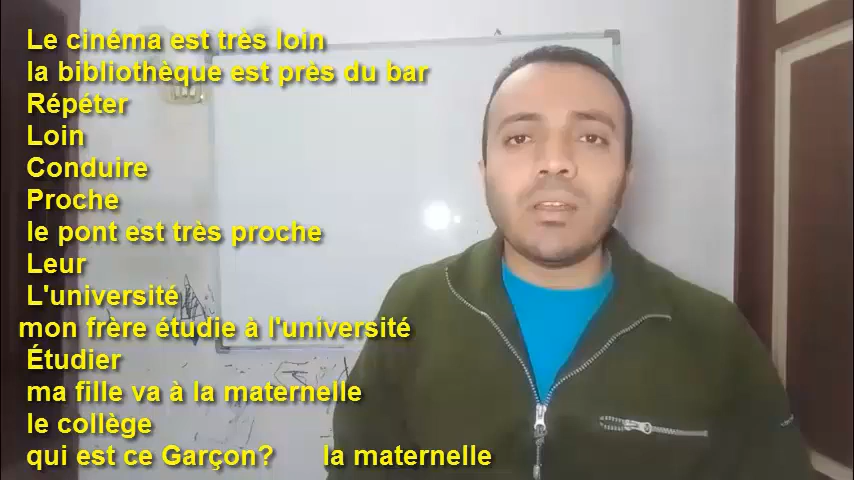 Le cinéma est très loin
la bibliothèque est près du bar
Répéter
Loin
Conduire
Proche
le pont est très proche
Leur
L'université
mon frère étudie à l'université
Étudier
ma fille va à la maternelle
le collège
qui est ce Garçon? la maternelle